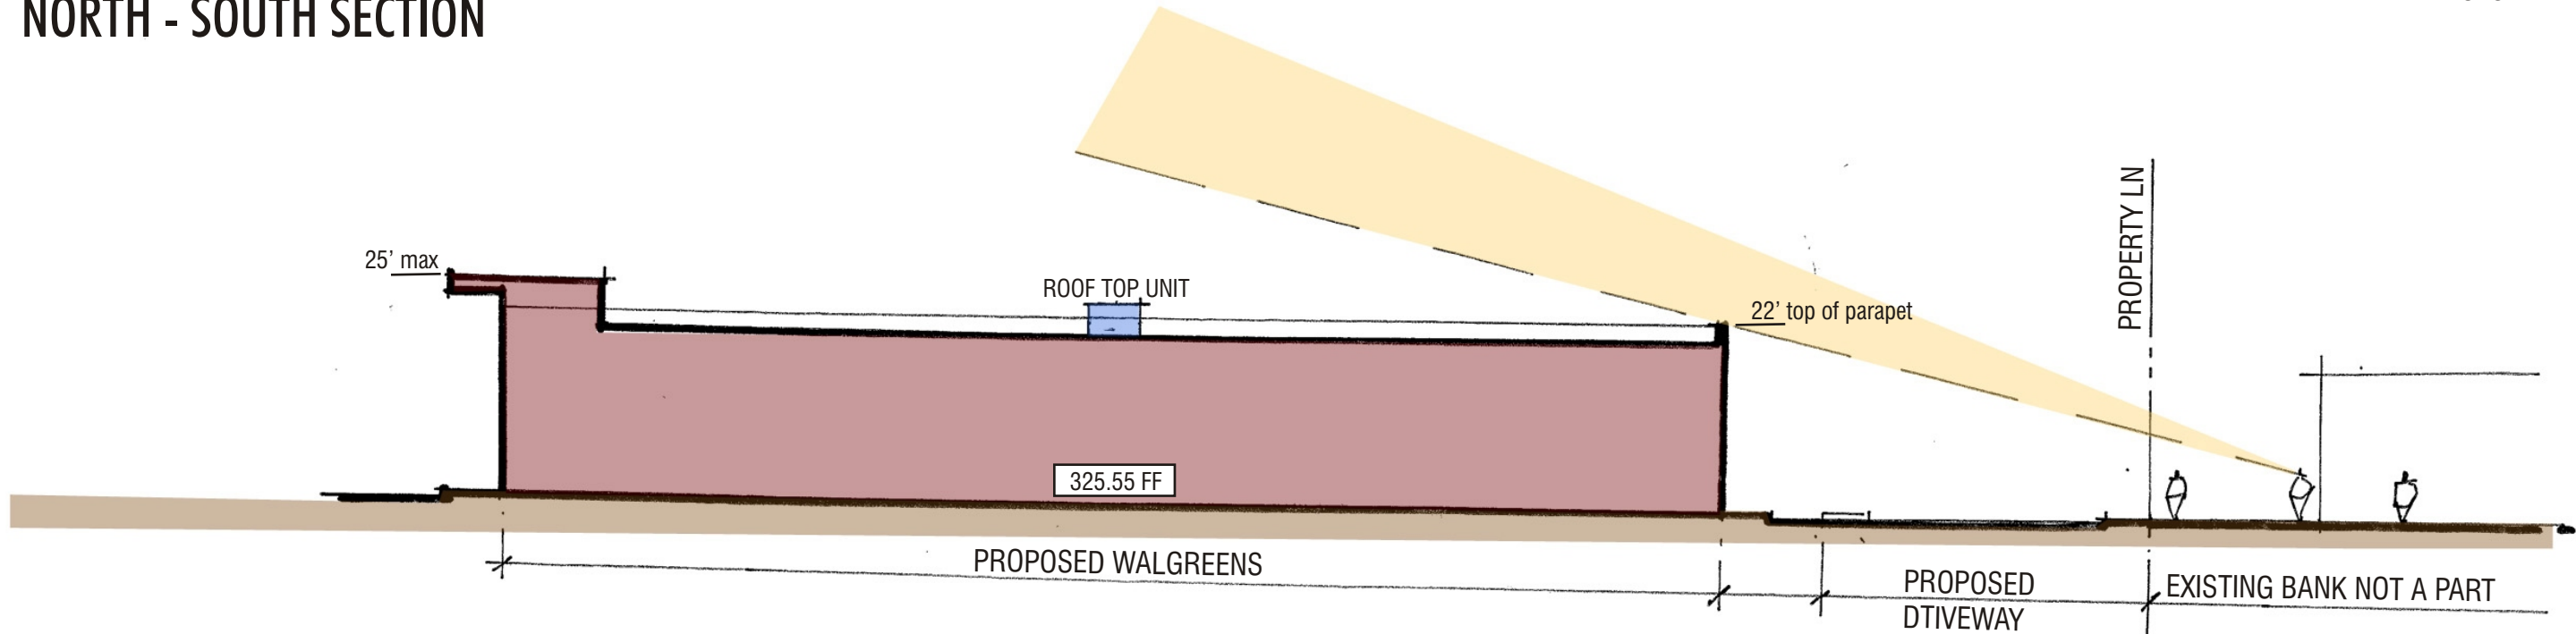 NORTH - SOUTH SECTION
25' max
ROOF TOP UNIT
22' top of parapet
PROPERTY LN
325.55 FF
PROPOSED WALGREENS
PROPOSED
DTIVEWAY
EXISTING BANK NOT A PART